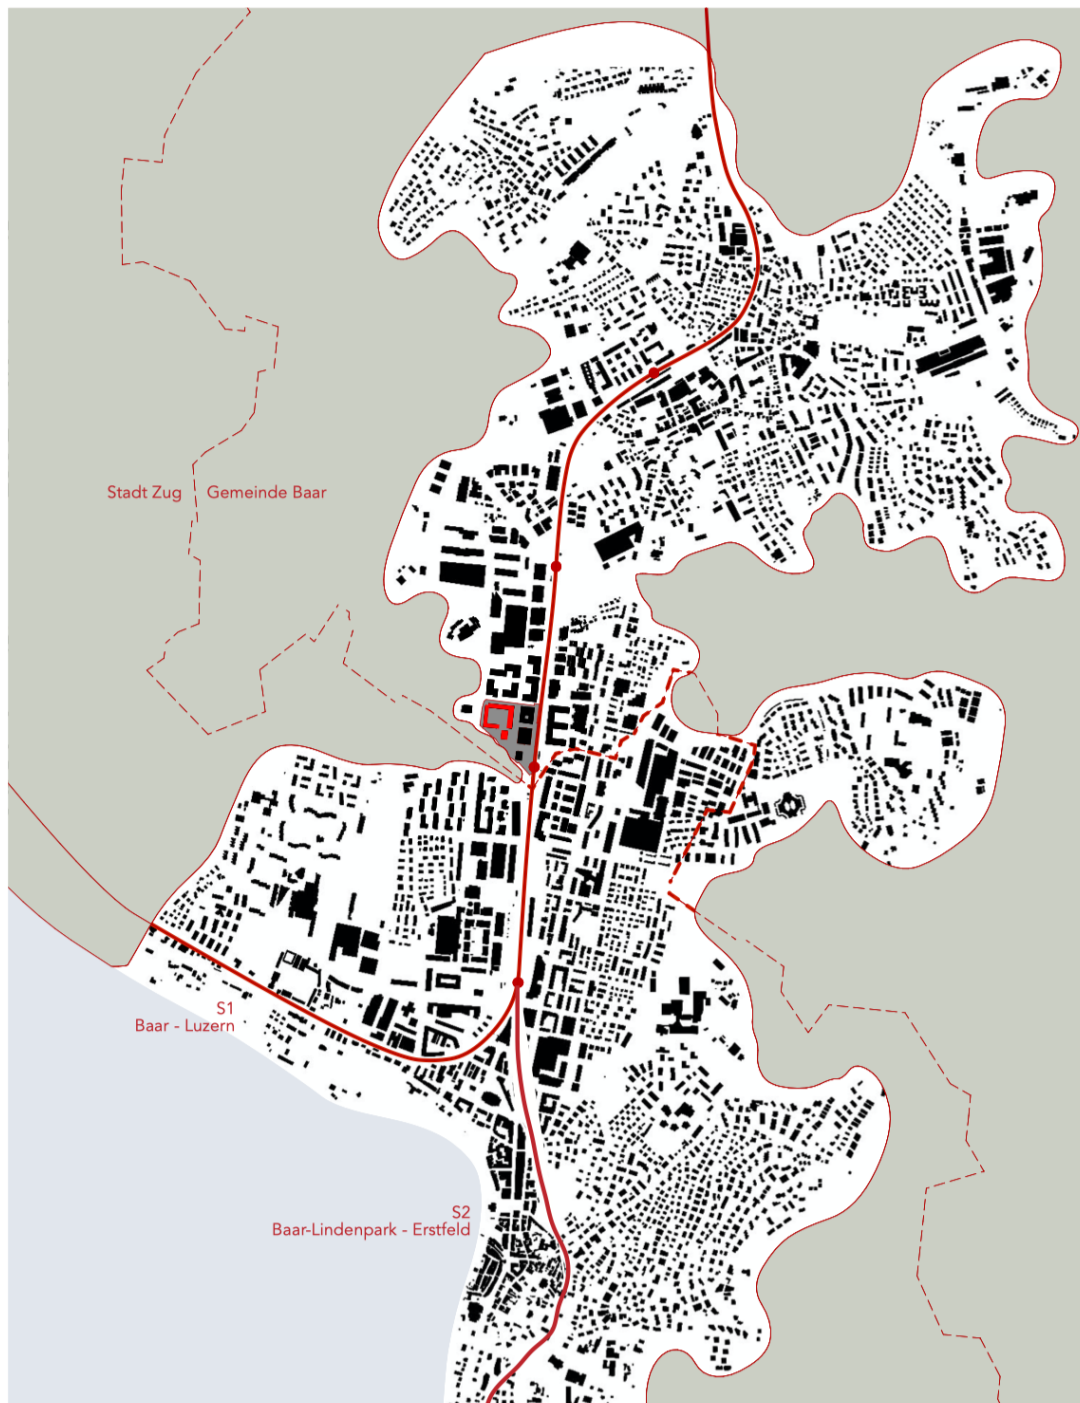 Stadt Zug
Gemeinde Baar
S1
Baar - Luzern
S2
Baar-Lindenpark - Erstfeld